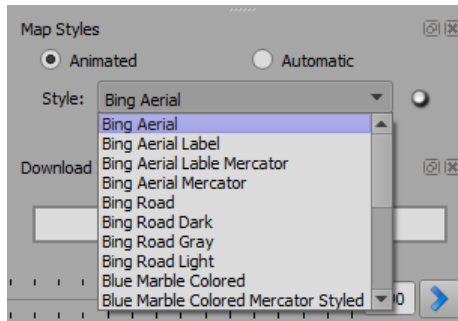 Map Styles
Animated
Automatic
Style:
Bing Aerial
Bing Aerial
Bing Aerial Label
Bing Aerial Lable Mercator
Download
Bing Aerial Mercator
Bing Road
Bing Road Dark
Bing Road Gray
Bing Road Light
Blue Marble Colored
Blue Marble Colored Mercator Styled